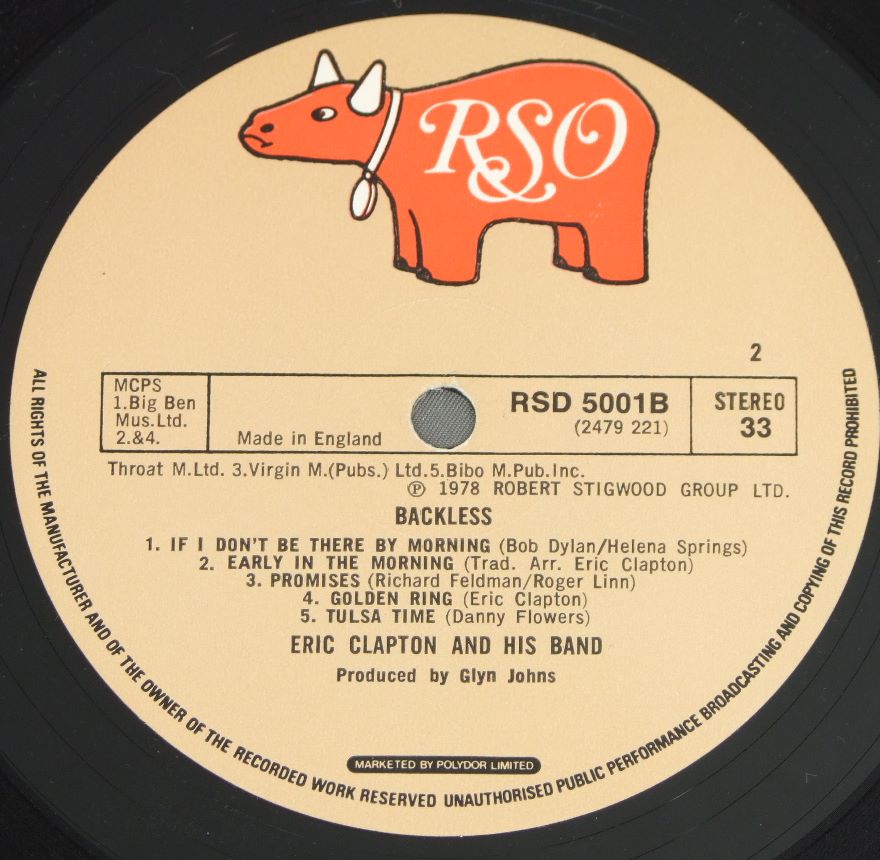 RSO
2
MCPS
1.Big Ben
Mus.Ltd.
2.&4.
Made in England
RSD 5001B
(2479 221)
STEREO
33
Throat M.Ltd. 3.Virgin M.(Pubs.) Ltd.5.Bibo M.Pub.Inc.
℗ 1978 ROBERT STIGWOOD GROUP LTD.
BACKLESS
1. IF I DON'T BE THERE BY MORNING (Bob Dylan/Helena Springs)
2. EARLY IN THE MORNING (Trad. Arr. Eric Clapton)
3. PROMISES (Richard Feldman/Roger Linn)
4. GOLDEN RING (Eric Clapton)
5. TULSA TIME (Danny Flowers)
ERIC CLAPTON AND HIS BAND
Produced by Glyn Johns
MARKETED BY POLYDOR LIMITED
ALL RIGHTS OF THE MANUFACTURER AND OF THE OWNER OF THE RECORDED WORK RESERVED UNAUTHORISED PUBLIC PERFORMANCE BROADCASTING AND COPYING OF THIS RECORD PROHIBITED